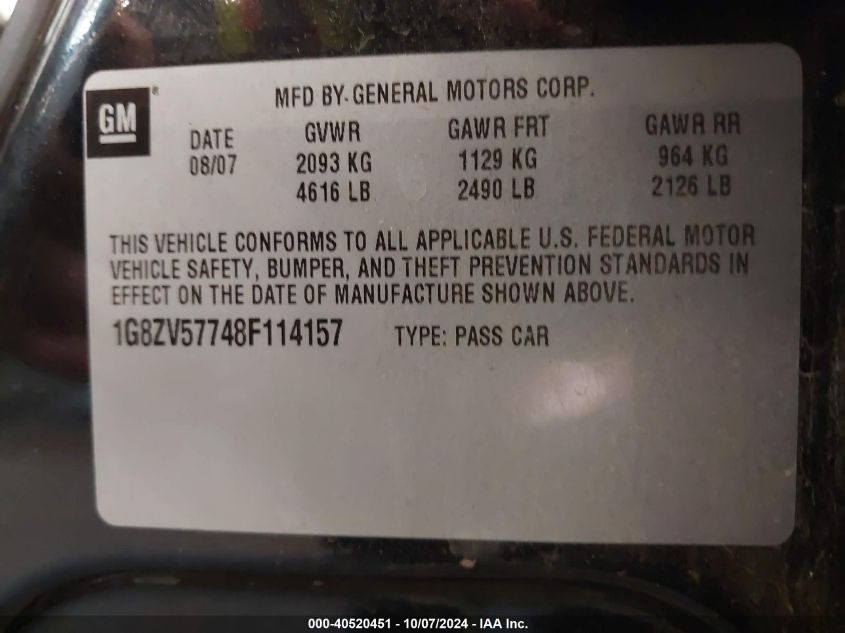 MFD BY GENERAL MOTORS CORP.
GM ®
DATE GVWR GAWR FRT GAWR RR
08/07 2093 KG 1129 KG 964 KG
4616 LB 2490 LB 2126 LB
THIS VEHICLE CONFORMS TO ALL APPLICABLE U.S. FEDERAL MOTOR
VEHICLE SAFETY, BUMPER, AND THEFT PREVENTION STANDARDS IN
EFFECT ON THE DATE OF MANUFACTURE SHOWN ABOVE.
1G8ZV57748F114157 TYPE: PASS CAR
000-40520451 - 10/07/2024 - IAA Inc.